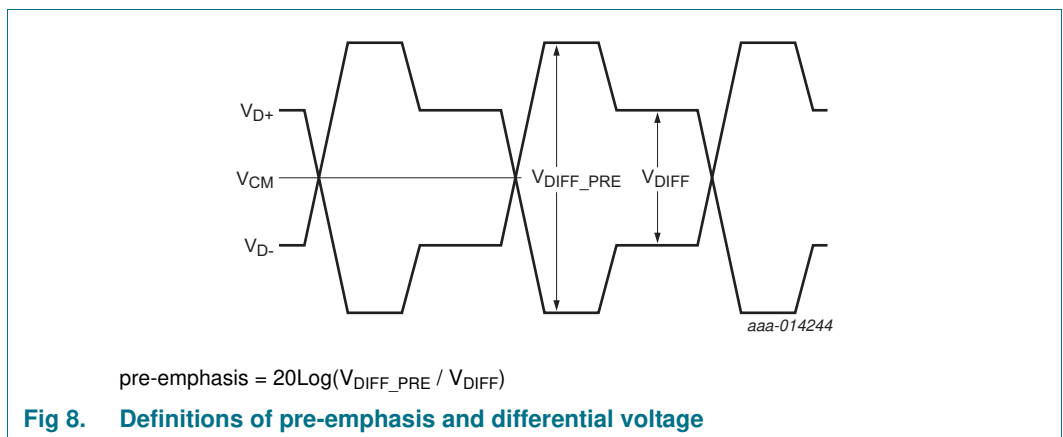 V_D+
V_CM
V_DIFF_PRE V_DIFF
V_D-
aaa-014244
pre-emphasis = 20Log(V_DIFF_PRE / V_DIFF)
Fig 8. Definitions of pre-emphasis and differential voltage